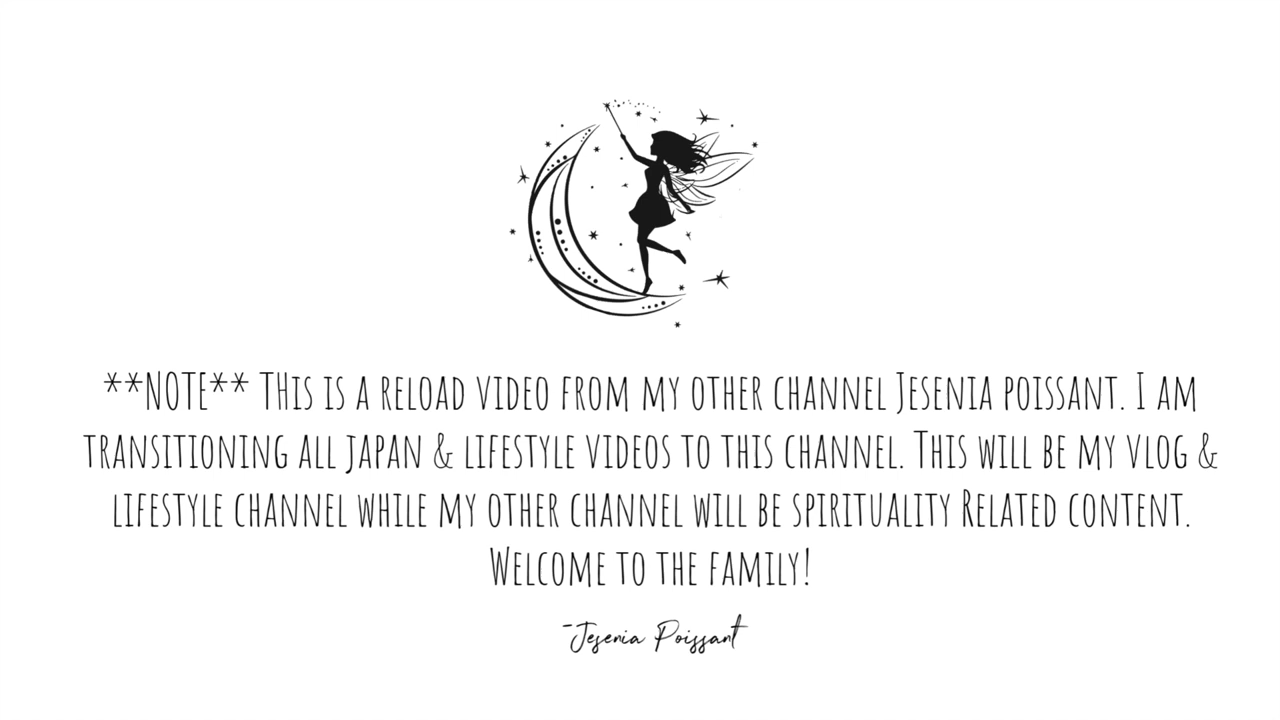 **NOTE** THis is a reload video from my other channel Jesenia poissant. I am
transitioning all japan & lifestyle videos to this channel. This will be my vlog &
lifestyle channel while my other channel will be spirituality Related content.
Welcome to the family!
-Jesenia Poissant